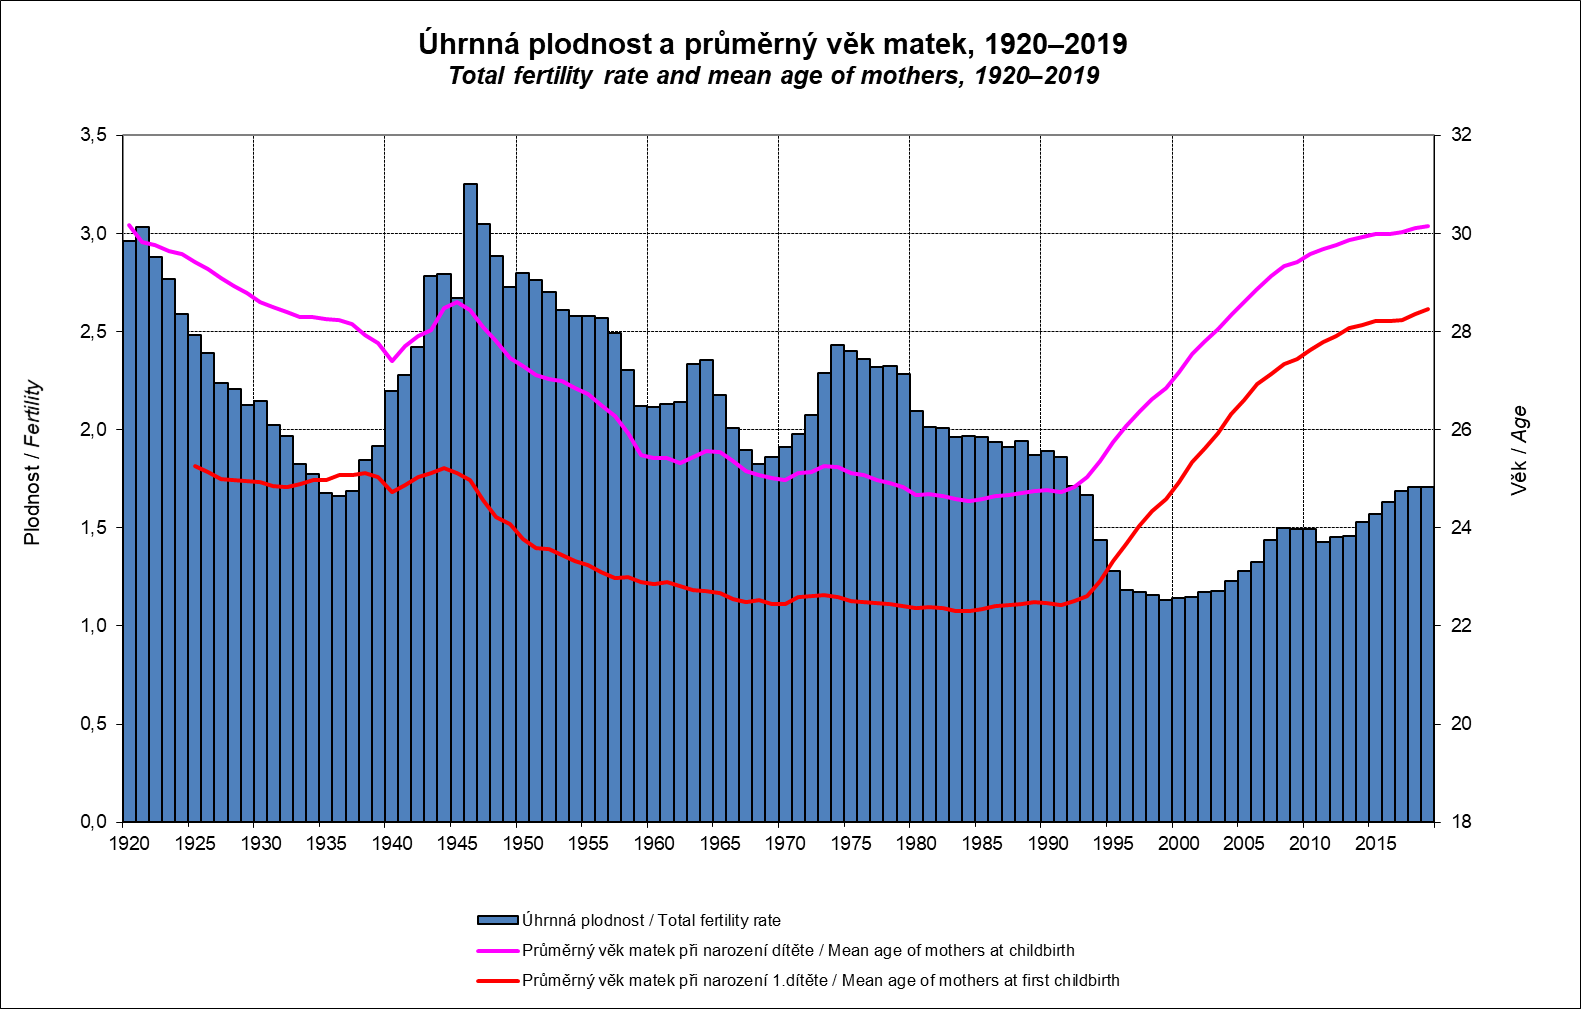 Úhrnná plodnost a průměrný věk matek, 1920–2019
Total fertility rate and mean age of mothers, 1920–2019
3,5
3,0
2,5
2,0
1,5
1,0
0,5
0,0
Plodnost / Fertility
32
30
28
26
24
22
20
18
Věk / Age
1920 1925 1930 1935 1940 1945 1950 1955 1960 1965 1970 1975 1980 1985 1990 1995 2000 2005 2010 2015
Úhrnná plodnost / Total fertility rate
Průměrný věk matek při narození dítěte / Mean age of mothers at childbirth
Průměrný věk matek při narození 1.dítěte / Mean age of mothers at first childbirth